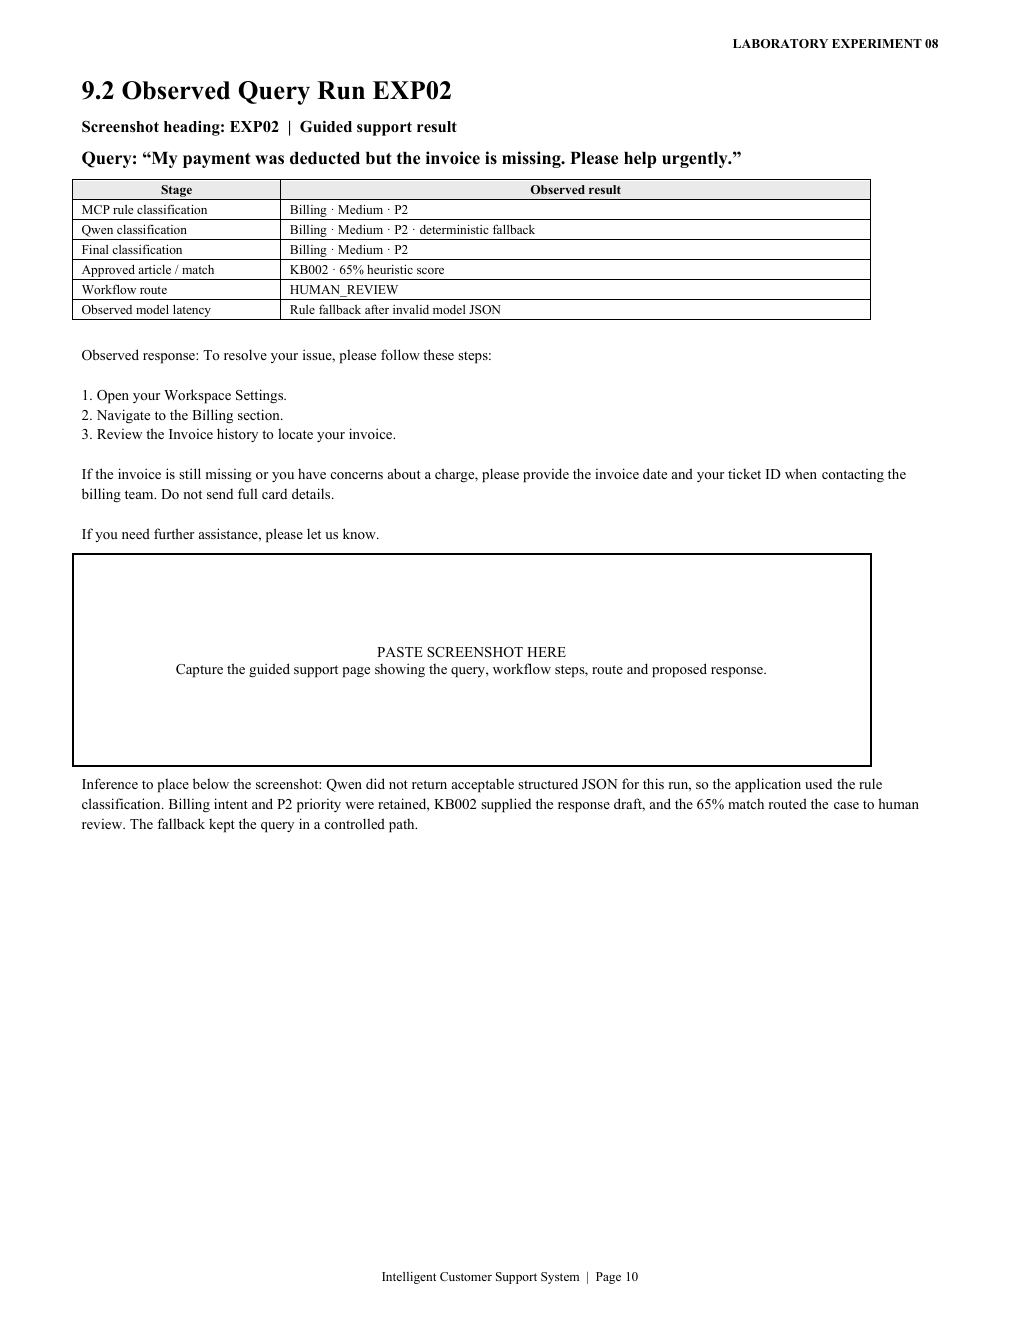 LABORATORY EXPERIMENT 08
9.2 Observed Query Run EXP02
Screenshot heading: EXP02 | Guided support result
Query: “My payment was deducted but the invoice is missing. Please help urgently.”
Stage Observed result
MCP rule classification Billing · Medium · P2
Qwen classification Billing · Medium · P2 · deterministic fallback
Final classification Billing · Medium · P2
Approved article / match KB002 · 65% heuristic score
Workflow route HUMAN_REVIEW
Observed model latency Rule fallback after invalid model JSON
Observed response: To resolve your issue, please follow these steps:
1. Open your Workspace Settings.
2. Navigate to the Billing section.
3. Review the Invoice history to locate your invoice.
If the invoice is still missing or you have concerns about a charge, please provide the invoice date and your ticket ID when contacting the
billing team. Do not send full card details.
If you need further assistance, please let us know.
PASTE SCREENSHOT HERE
Capture the guided support page showing the query, workflow steps, route and proposed response.
Inference to place below the screenshot: Qwen did not return acceptable structured JSON for this run, so the application used the rule
classification. Billing intent and P2 priority were retained, KB002 supplied the response draft, and the 65% match routed the case to human
review. The fallback kept the query in a controlled path.
Intelligent Customer Support System | Page 10